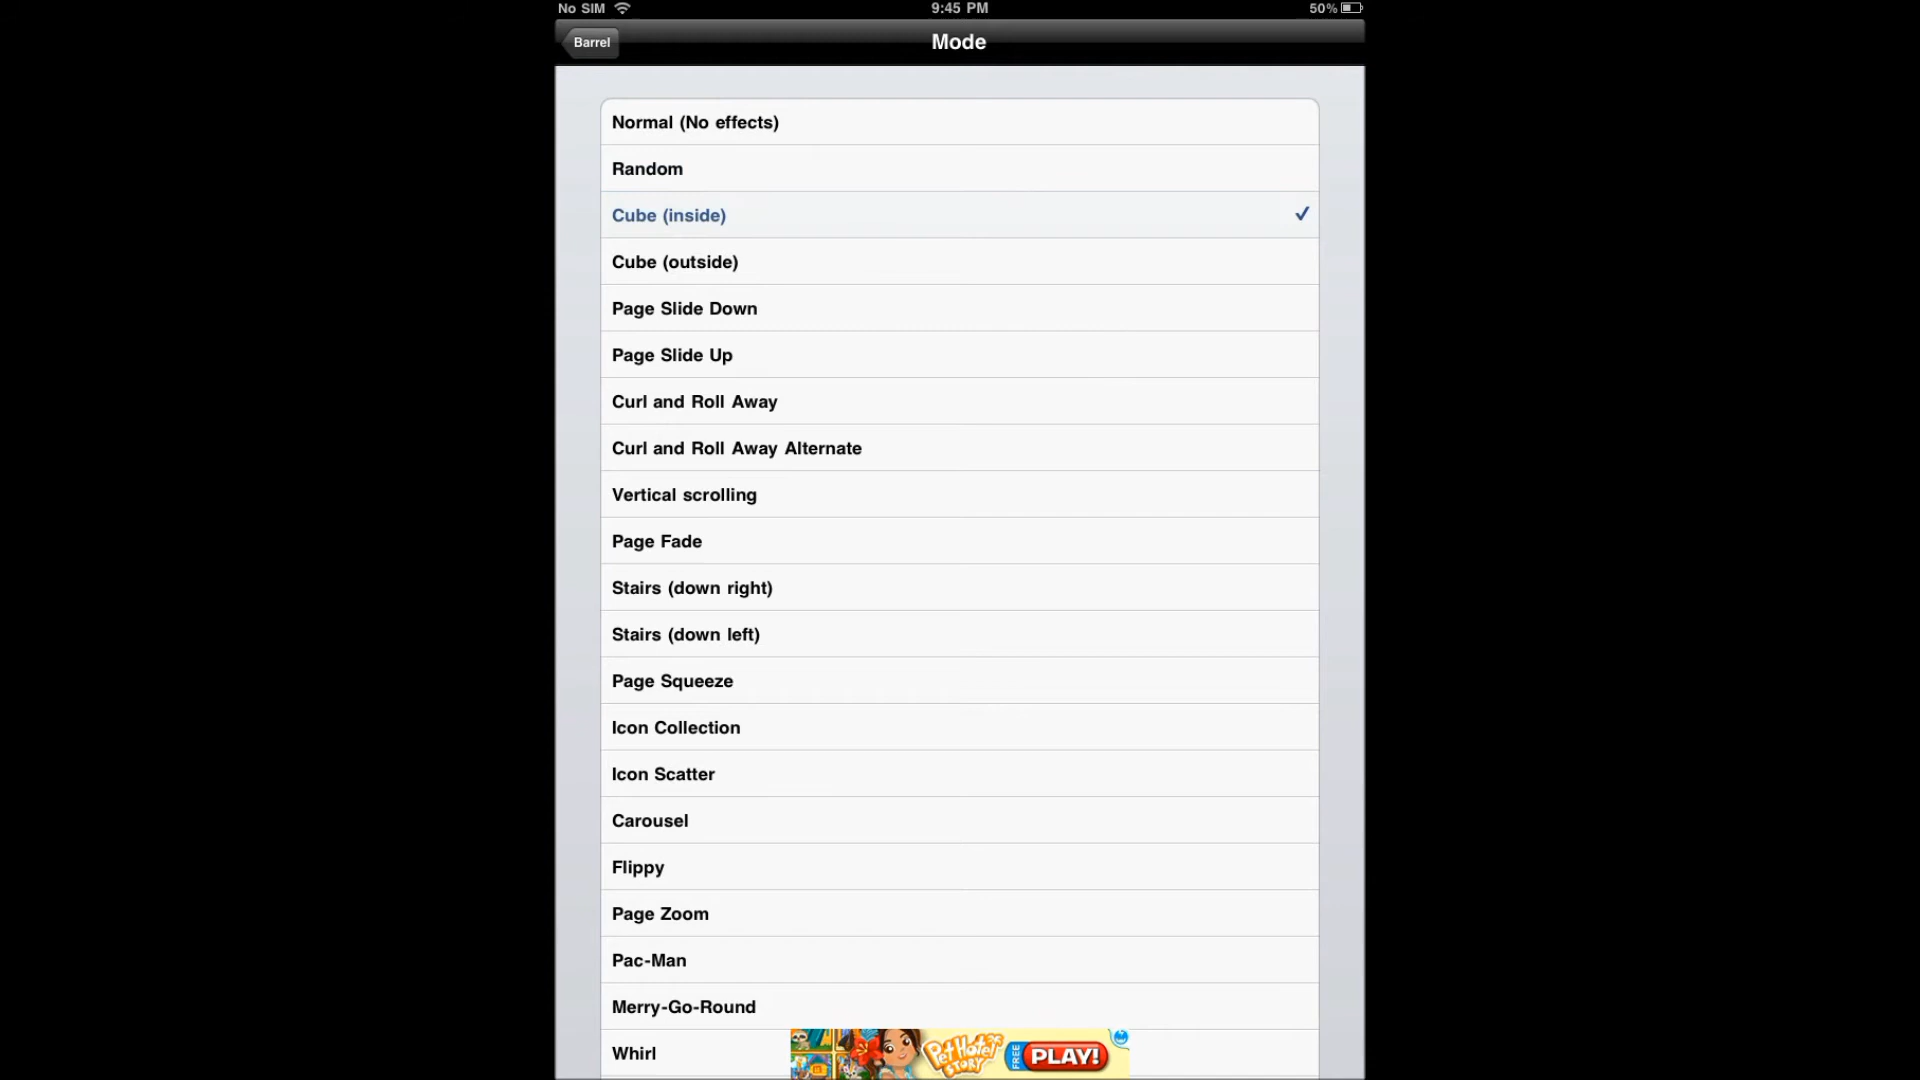 No SIM 9:45 PM 50%
Barrel Mode
Normal (No effects)
Random
Cube (inside)
Cube (outside)
Page Slide Down
Page Slide Up
Curl and Roll Away
Curl and Roll Away Alternate
Vertical scrolling
Page Fade
Stairs (down right)
Stairs (down left)
Page Squeeze
Icon Collection
Icon Scatter
Carousel
Flippy
Page Zoom
Pac-Man
Merry-Go-Round
Whirl
Pet Hotel
STORY
FREE
PLAY!